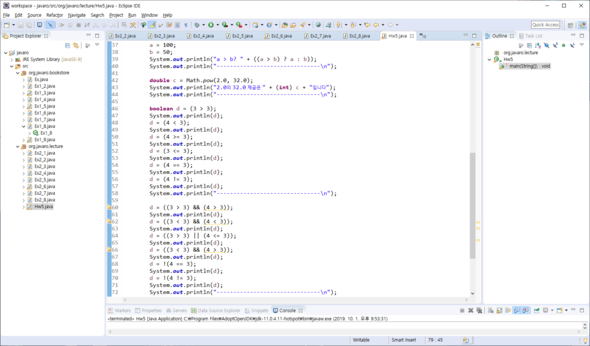 workspace - javaro/src/org/javaro/lecture/Hw5.java - Eclipse IDE
File Edit Source Refactor Navigate Search Project Run Window Help
Quick Access
Project Explorer
javaro
JRE System Library [JavaSE-9]
src
org.javaro.bookstore
Ex.java
Ex1_1.java
Ex1_2.java
Ex1_3.java
Ex1_4.java
Ex1_5.java
Ex1_6.java
Ex1_7.java
Ex1_8.java
Ex1_8
Ex1_9.java
org.javaro.lecture
Ex2_1.java
Ex2_2.java
Ex2_3.java
Ex2_4.java
Ex2_5.java
Ex2_6.java
Ex2_7.java
Ex2_8.java
Hw5.java
Ex2_2.java Ex2_3.java Ex2_4.java Ex2_5.java Ex2_6.java Ex2_7.java Ex2_8.java Hw5.java
37 a = 100;
38 b = 50;
39 System.out.println("a > b? " + ((a > b) ? a : b));
40 System.out.println("--------------------------------\n");
41
42 double c = Math.pow(2.0, 32.0);
43 System.out.println("2.0의 32.0 제곱은 " + (int) c + "입니다");
44 System.out.println("--------------------------------\n");
45
46 boolean d = (3 > 3);
47 System.out.println(d);
48 d = (4 < 3);
49 System.out.println(d);
50 d = (4 >= 3);
51 System.out.println(d);
52 d = (3 <= 3);
53 System.out.println(d);
54 d = (4 == 3);
55 System.out.println(d);
56 d = (4 != 3);
57 System.out.println(d);
58 System.out.println("--------------------------------\n");
59
60 d = ((3 > 3) && (4 > 3));
61 System.out.println(d);
62 d = ((3 < 3) && (4 < 3));
63 System.out.println(d);
64 d = ((3 > 3) || (4 <= 3));
65 System.out.println(d);
66 d = ((3 < 3) && (4 > 3));
67 System.out.println(d);
68 d = !(4 == 3);
69 System.out.println(d);
70 d = !(4 != 3);
71 System.out.println(d);
72 System.out.println("--------------------------------\n");
Outline Task List
org.javaro.lecture
Hw5
main(String[]) : void
Markers Properties Servers Data Source Explorer Snippets Console
<terminated> Hw5 [Java Application] C:\Program Files\AdoptOpenJDK\jdk-11.0.4.11-hotspot\bin\javaw.exe (2019. 10. 1. 오후 9:53:31)
Writable Smart Insert 79 : 45